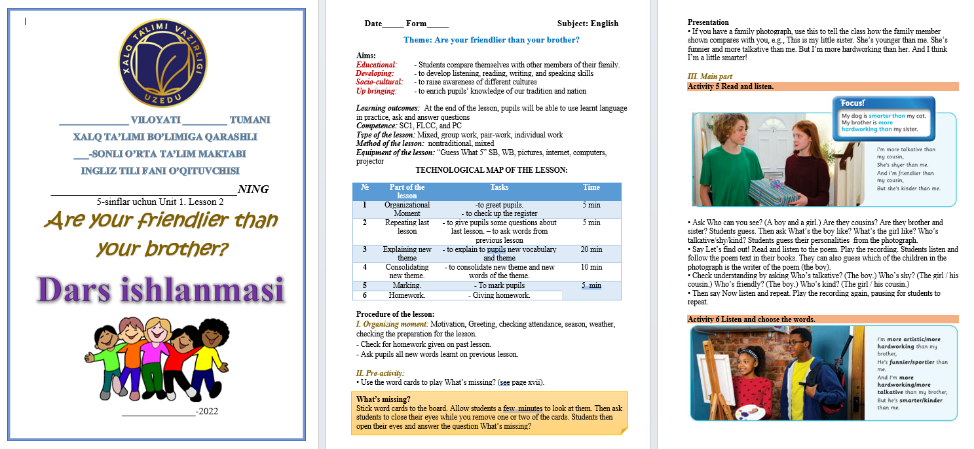 XALQ TALIMI VAZIRLIGI
UZEDU
____________ VILOYATI ________ TUMANI
XALQ TA'LIMI BO'LIMIGA QARASHLI
___-SONLI O'RTA TA'LIM MAKTABI
INGLIZ TILI FANI O'QITUVCHISI
______________________________NING
5-sinflar uchun Unit 1. Lesson 2
Are you friendlier than
your brother?
Dars ishlanmasi
________________-2022
Date_____ Form_____ Subject: English
Theme: Are you friendlier than your brother?
Aims:
Educational: - Students compare themselves with other members of their family.
Developing: - to develop listening, reading, writing, and speaking skills
Socio-cultural: - to raise awareness of different cultures
Up bringing: - to enrich pupils' knowledge of tradition and nation
Learning outcomes: At the end of the lesson, pupils will be able to use learnt language
in practice, ask and answer questions
Competence: SC1, FLCC, and PC
Type of the lesson: Mixed, group work, pair-work, individual work
Method of the lesson: nontraditional, mixed
Equipment of the lesson: "Guess What 5" SB, WB, pictures, internet, computers,
projector
TECHNOLOGICAL MAP OF THE LESSON:
№ Part of the lesson Tasks Time
1 Organizational Moment -to greet pupils. - to check up the register 5 min
2 Repeating last lesson - to give pupils some questions about last lesson. – to ask words from previous lesson 5 min
3 Explaining new theme - to explain to pupils new vocabulary and theme 20 min
4 Consolidating new theme. - to consolidate new theme and new words of the theme. 10 min
5 Marking. - To mark pupils 5 min
6 Homework. - Giving homework.
Procedure of the lesson:
I. Organizing moment: Motivation, Greeting, checking attendance, season, weather,
checking the preparation for the lesson.
- Check for homework given on past lesson.
- Ask pupils all new words learnt on previous lesson.
II. Pre-activity:
• Use the word cards to play What's missing? (see page xvii).
What's missing?
Stick word cards to the board. Allow students a few minutes to look at them. Then ask
students to close their eyes while you remove one or two of the cards. Students then
open their eyes and answer the question What's missing?
Presentation
• If you have a family photograph, use this to tell the class how the family member
shown compares with you, e.g., This is my little sister. She's younger than me. She's
funnier and more talkative than me. But I'm more hardworking than her. And I think
I'm a little smarter!
III. Main part
Activity 5 Read and listen.
Focus!
My dog is smarter than my cat.
My brother is more
hardworking than my sister.
I'm more talkative than
my cousin,
She's shyer than me.
And I'm friendlier than
my cousin,
But she's kinder than me.
• Ask Who can you see? (A boy and a girl.) Are they cousins? Are they brother and
sister? Students guess. Then ask What's the boy like? What's the girl like? Who's
talkative/shy/kind? Students guess their personalities from the photograph.
• Say Let's find out! Read and listen to the poem. Play the recording. Students listen and
follow the poem text in their books. They can also guess which of the children in the
photograph is the writer of the poem (the boy).
• Check understanding by asking Who's talkative? (The boy.) Who's shy? (The girl / his
cousin.) Who's friendly? (The boy.) Who's kind? (The girl / his cousin.)
• Then say Now listen and repeat. Play the recording again, pausing for students to
repeat.
Activity 6 Listen and choose the words.
I'm more artistic/more
hardworking than my
brother,
He's funnier/sportier than
me.
And I'm more
hardworking/more
talkative than my brother,
But he's smarter/kinder
than me.